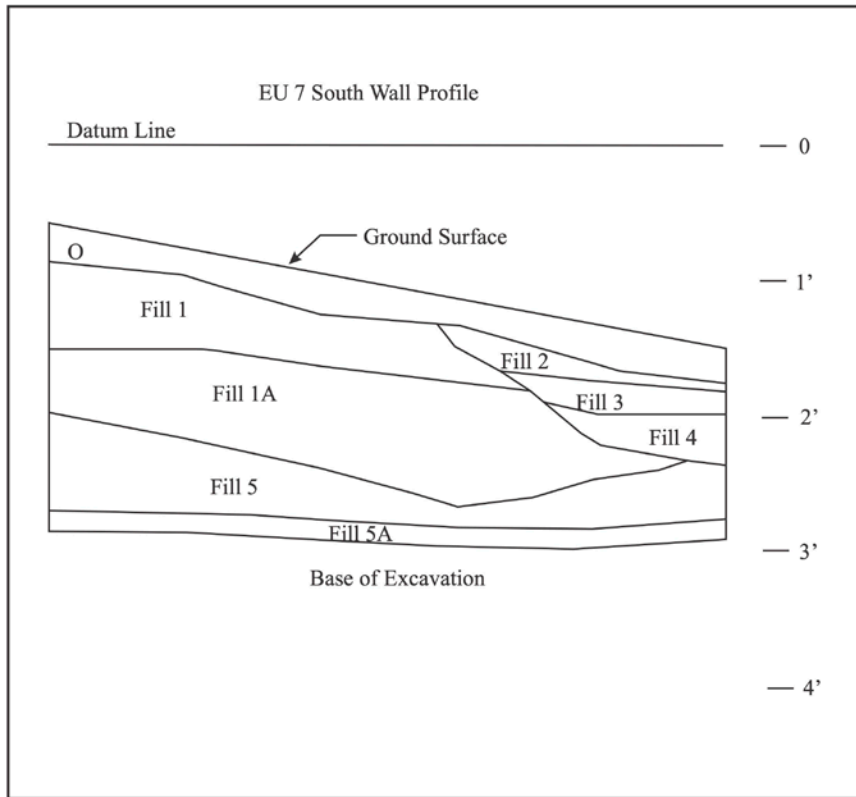 EU 7 South Wall Profile
Datum Line
0
Ground Surface
O
1’
Fill 1
Fill 2
Fill 1A
Fill 3
2’
Fill 4
Fill 5
Fill 5A
3’
Base of Excavation
4’